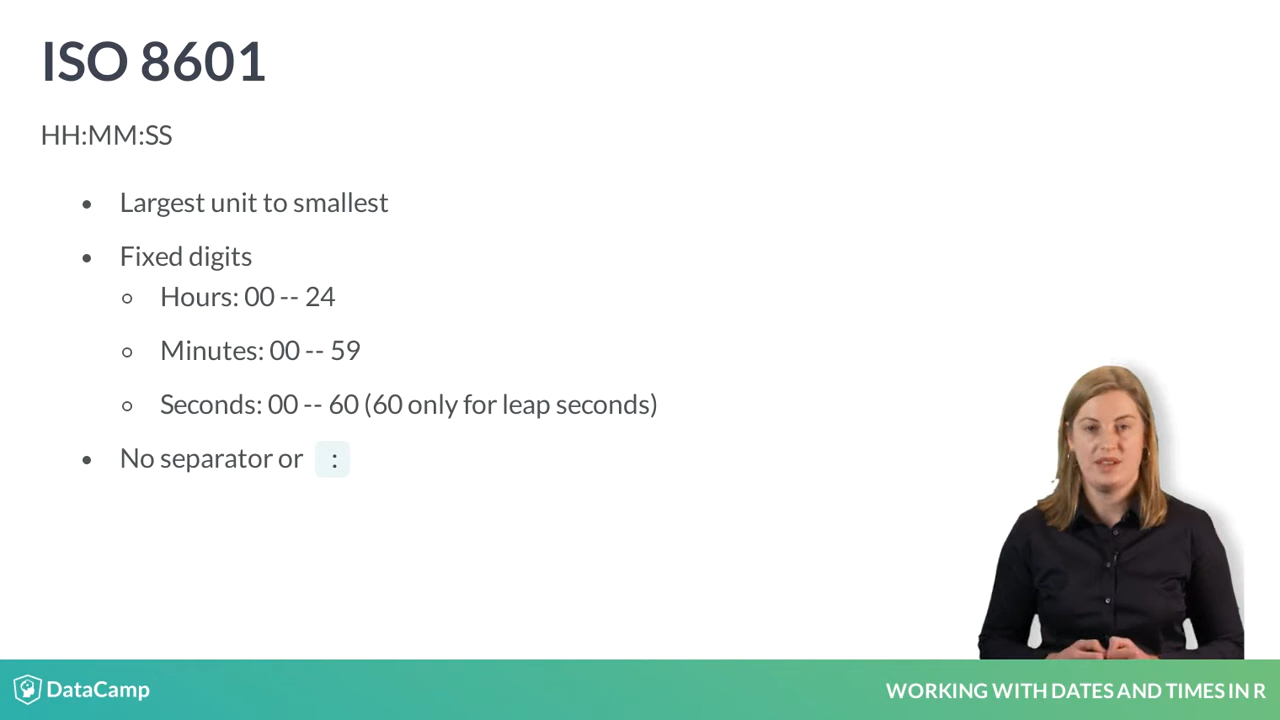 ISO 8601
HH:MM:SS
• Largest unit to smallest
• Fixed digits
○ Hours: 00 -- 24
○ Minutes: 00 -- 59
○ Seconds: 00 -- 60 (60 only for leap seconds)
• No separator or :
DataCamp
WORKING WITH DATES AND TIMES IN R